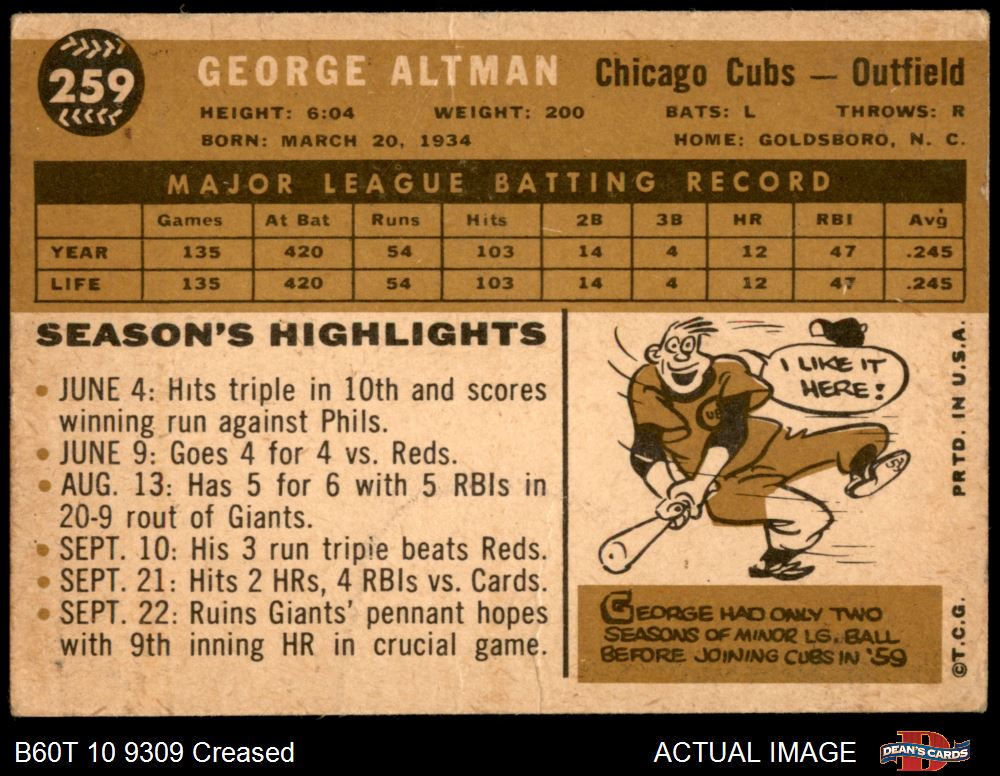 259
GEORGE ALTMAN Chicago Cubs — Outfield
HEIGHT: 6:04 WEIGHT: 200 BATS: L THROWS: R
BORN: MARCH 20, 1934 HOME: GOLDSBORO, N. C.
MAJOR LEAGUE BATTING RECORD
Games At Bat Runs Hits 2B 3B HR RBI Avg
YEAR 135 420 54 103 14 4 12 47 .245
LIFE 135 420 54 103 14 4 12 47 .245
SEASON'S HIGHLIGHTS
• JUNE 4: Hits triple in 10th and scores
winning run against Phils.
• JUNE 9: Goes 4 for 4 vs. Reds.
• AUG. 13: Has 5 for 6 with 5 RBIs in
20-9 rout of Giants.
• SEPT. 10: His 3 run triple beats Reds.
• SEPT. 21: Hits 2 HRs, 4 RBIs vs. Cards.
• SEPT. 22: Ruins Giants' pennant hopes
with 9th inning HR in crucial game.
I LIKE IT
HERE!
UBS
GEORGE HAD ONLY TWO
SEASONS OF MINOR LG. BALL
BEFORE JOINING CUBS IN '59
©T.C.G. PRTD. IN U.S.A.
B60T 10 9309 Creased
ACTUAL IMAGE
D
DEAN'S CARDS